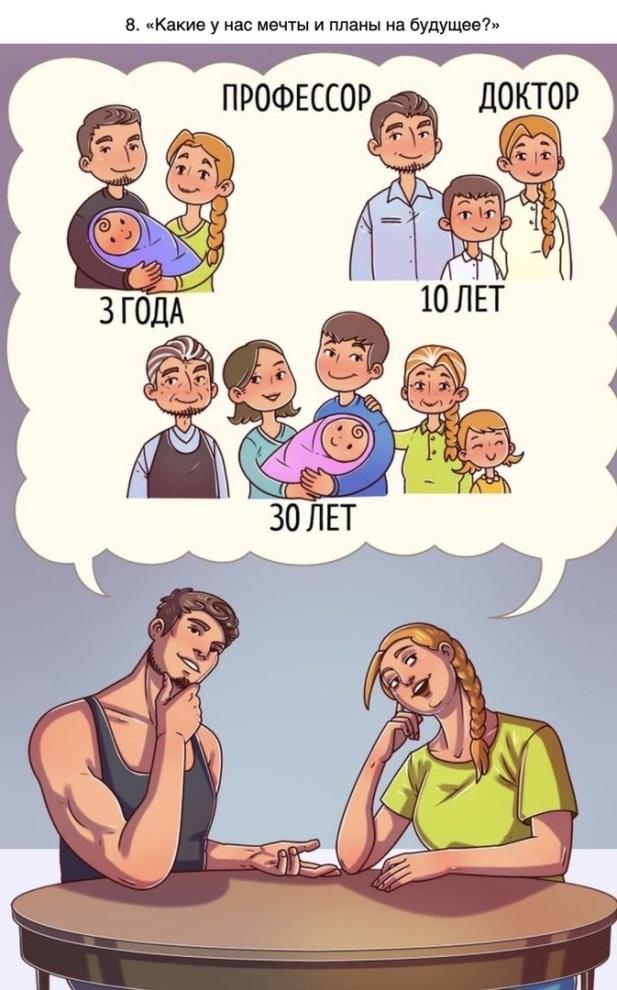 8. «Какие у нас мечты и планы на будущее?»
ПРОФЕССОР
ДОКТОР
3 ГОДА
10 ЛЕТ
30 ЛЕТ